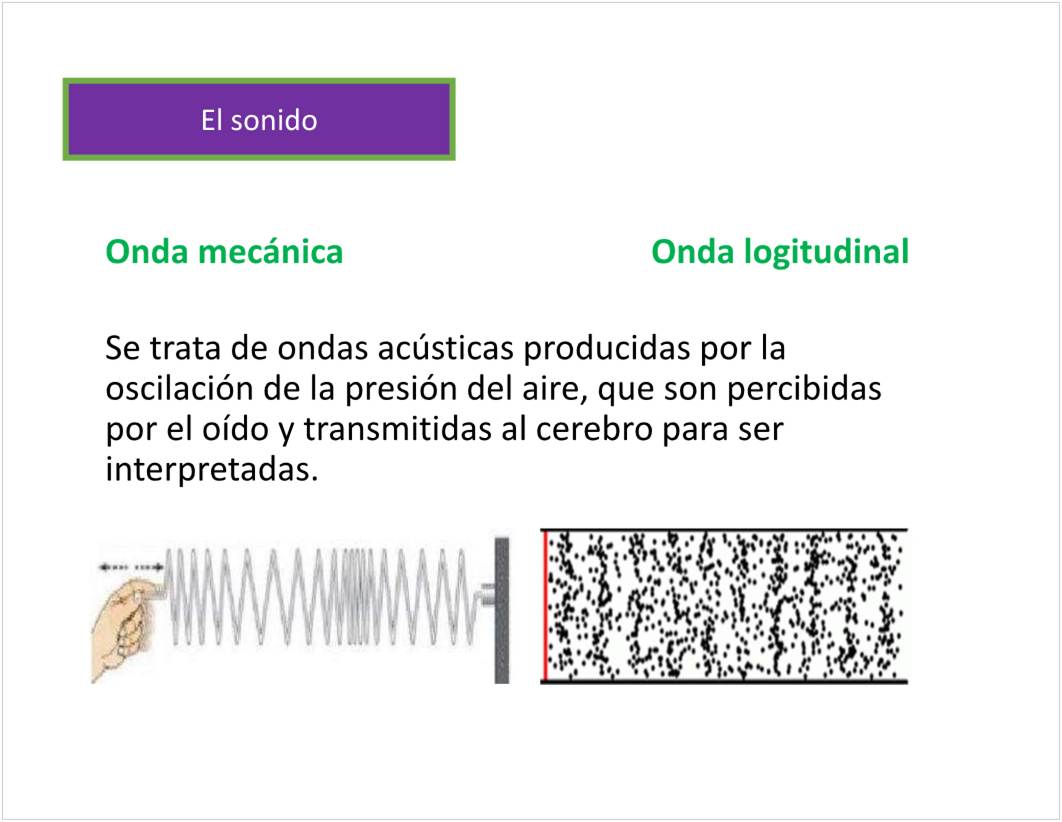 El sonido
Onda mecánica
Onda logitudinal
Se trata de ondas acústicas producidas por la
oscilación de la presión del aire, que son percibidas
por el oído y transmitidas al cerebro para ser
interpretadas.